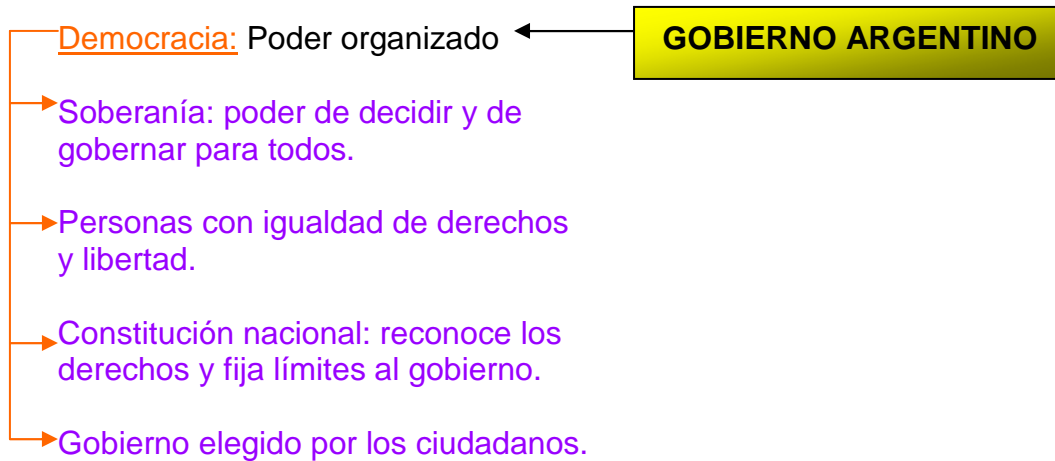 Democracia: Poder organizado
GOBIERNO ARGENTINO
Soberanía: poder de decidir y de
gobernar para todos.
Personas con igualdad de derechos
y libertad.
Constitución nacional: reconoce los
derechos y fija límites al gobierno.
Gobierno elegido por los ciudadanos.